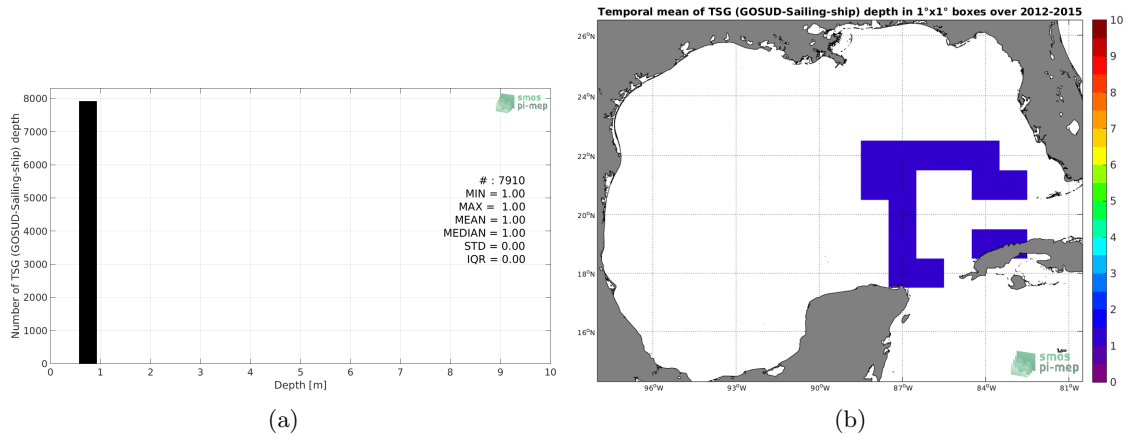 Number of TSG (GOSUD-Sailing-ship) depth
8000
7000
6000
5000
4000
3000
2000
1000
0
smos
pi-mep
# : 7910
MIN = 1.00
MAX = 1.00
MEAN = 1.00
MEDIAN = 1.00
STD = 0.00
IQR = 0.00
0 1 2 3 4 5 6 7 8 9 10
Depth [m]
(a)
Temporal mean of TSG (GOSUD-Sailing-ship) depth in 1°x1° boxes over 2012-2015
26°N
24°N
22°N
20°N
18°N
16°N
96°W 93°W 90°W 87°W 84°W 81°W
smos
pi-mep
10
9
8
7
6
5
4
3
2
1
0
(b)